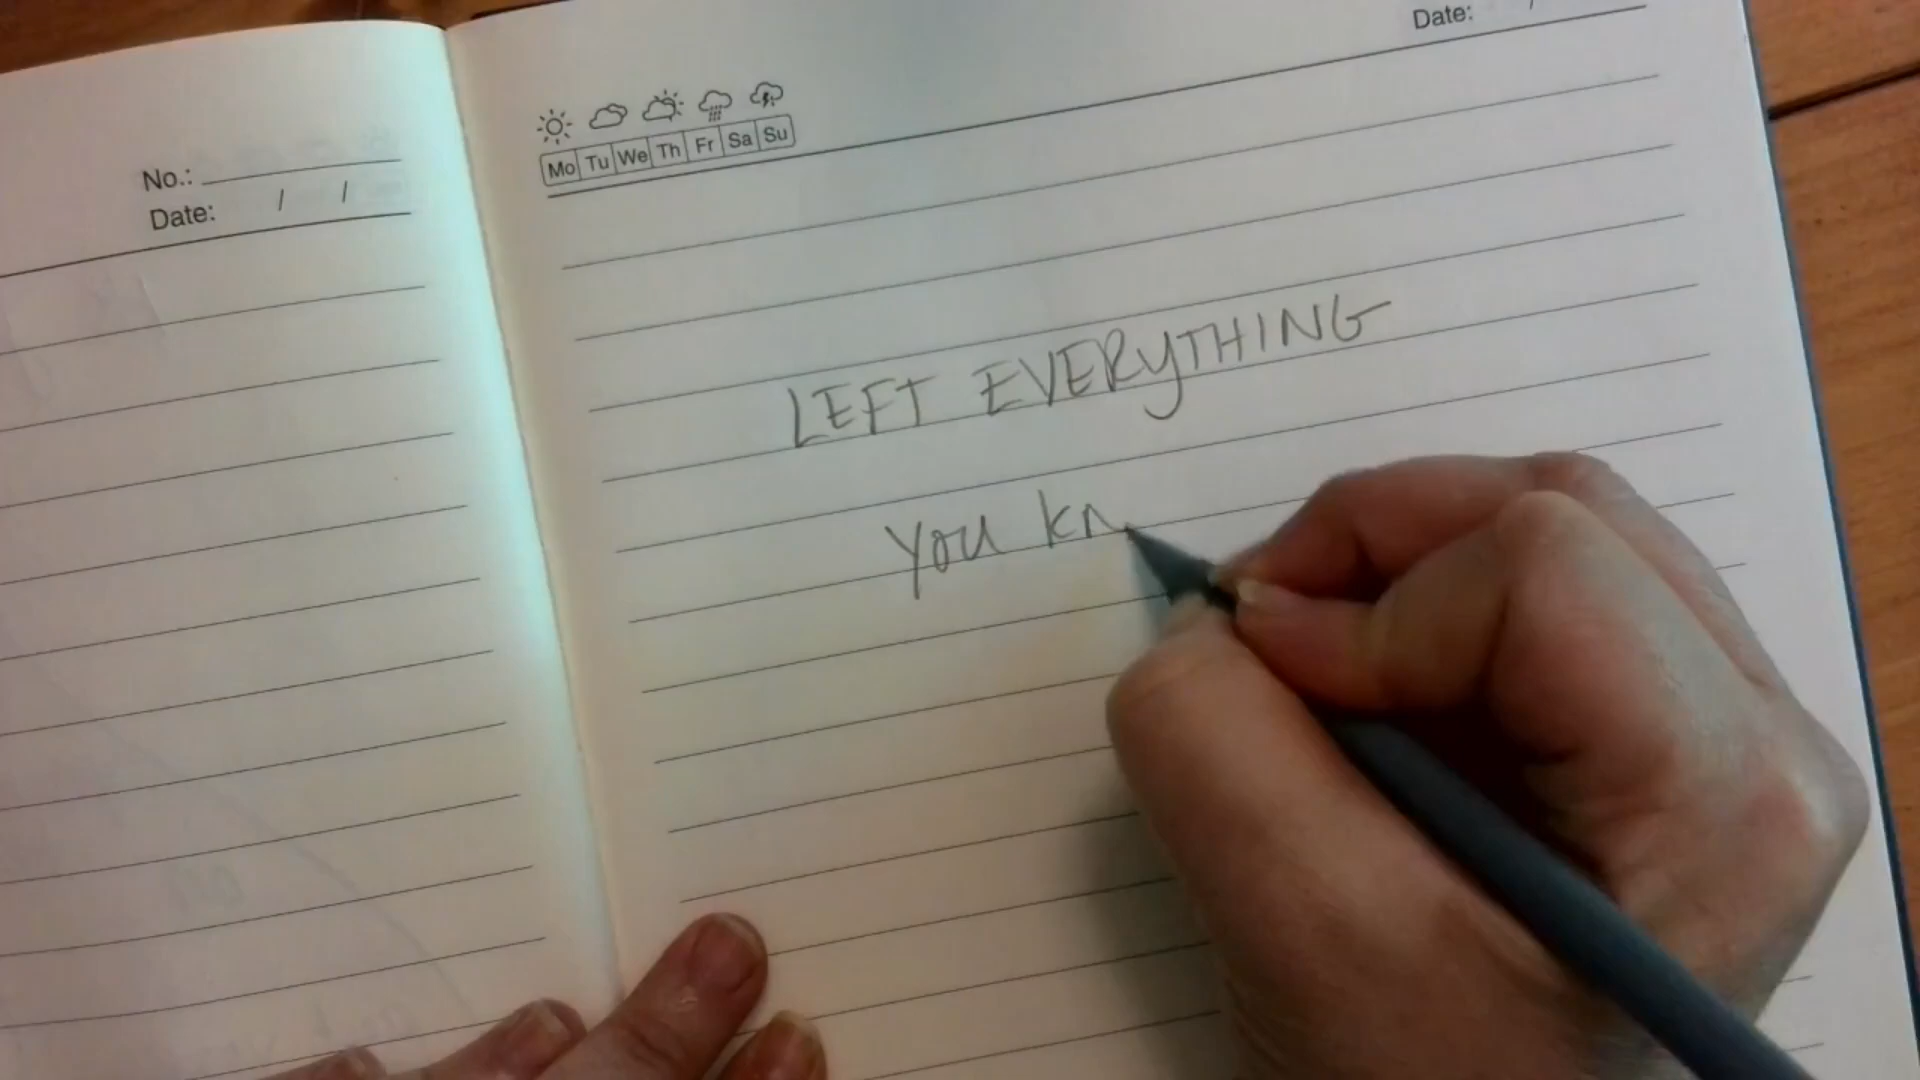 Date: /
No.:
Date: / /
Mo Tu We Th Fr Sa Su
LEFT EVERYTHING
you kn